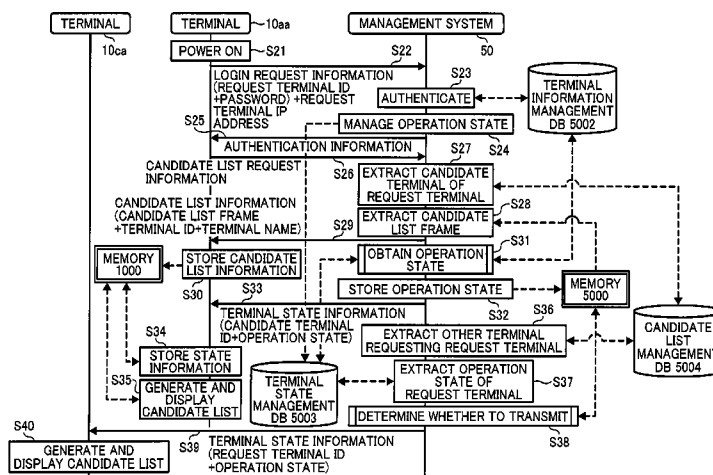 TERMINAL
TERMINAL
MANAGEMENT SYSTEM
10ca
10aa
50
POWER ON
S21
S22
LOGIN REQUEST INFORMATION
(REQUEST TERMINAL ID
+PASSWORD) +REQUEST
TERMINAL IP
ADDRESS
S23
AUTHENTICATE
TERMINAL
INFORMATION
MANAGEMENT
DB 5002
MANAGE OPERATION STATE
S24
S25
AUTHENTICATION INFORMATION
S26
S27
CANDIDATE LIST REQUEST
INFORMATION
EXTRACT CANDIDATE
TERMINAL OF
REQUEST TERMINAL
S28
CANDIDATE LIST INFORMATION
(CANDIDATE LIST FRAME
+TERMINAL ID+TERMINAL NAME)
EXTRACT CANDIDATE
LIST FRAME
S29
S31
MEMORY
1000
STORE CANDIDATE
LIST INFORMATION
S30
OBTAIN OPERATION
STATE
S33
STORE OPERATION STATE
S32
MEMORY
5000
TERMINAL STATE INFORMATION
(CANDIDATE TERMINAL
ID+OPERATION STATE)
S36
EXTRACT OTHER TERMINAL
REQUESTING REQUEST TERMINAL
CANDIDATE
LIST
MANAGEMENT
DB 5004
S34
STORE STATE
INFORMATION
S35
GENERATE AND
DISPLAY
CANDIDATE LIST
TERMINAL
STATE
MANAGEMENT
DB 5003
EXTRACT OPERATION
STATE OF
REQUEST TERMINAL
S37
DETERMINE WHETHER TO TRANSMIT
S38
S40
S39
GENERATE AND
DISPLAY CANDIDATE LIST
TERMINAL STATE INFORMATION
(REQUEST TERMINAL ID
+OPERATION STATE)